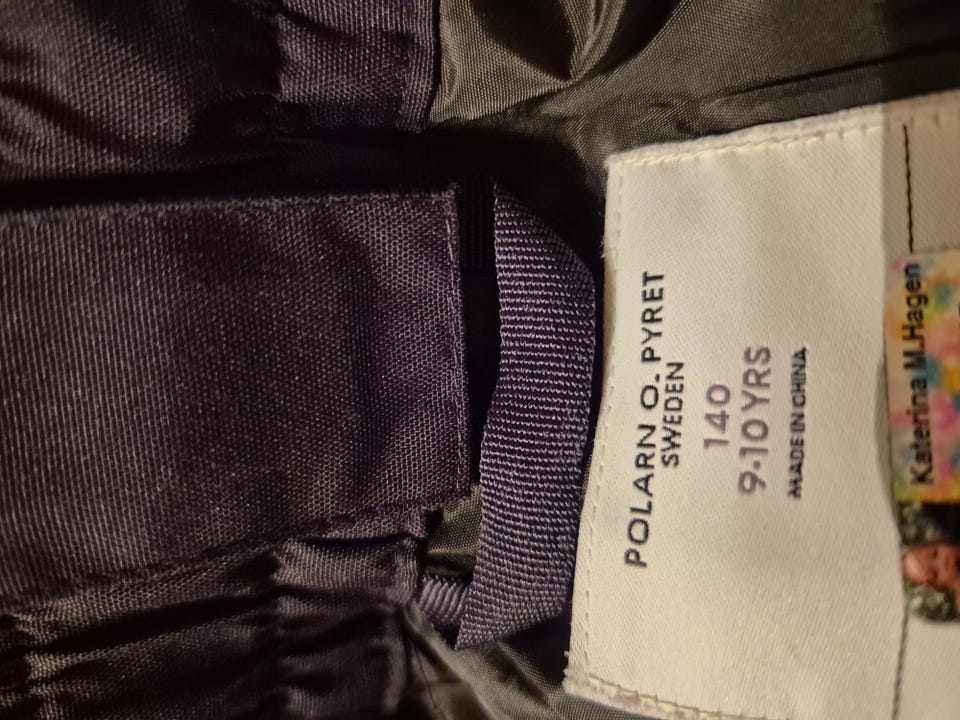 POLARN O. PYRET
SWEDEN
140
9-10 YRS
MADE IN CHINA
Katerina M.Hagen